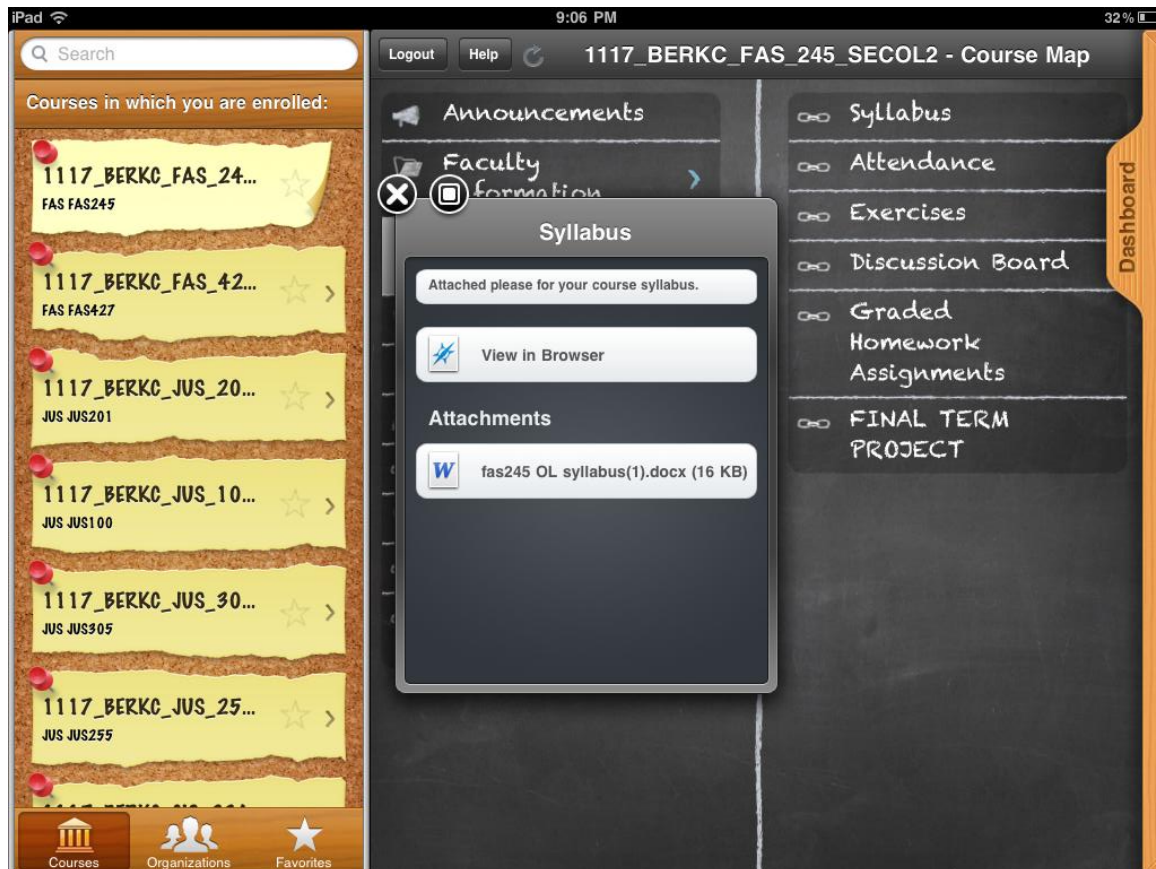 iPad
9:06 PM
32%
Search
Courses in which you are enrolled:
1117_BERKC_FAS_24...
FAS FAS245
1117_BERKC_FAS_42...
FAS FAS427
1117_BERKC_JUS_20...
JUS JUS201
1117_BERKC_JUS_10...
JUS JUS100
1117_BERKC_JUS_30...
JUS JUS305
1117_BERKC_JUS_25...
JUS JUS255
Courses
Organizations
Favorites
Logout
Help
1117_BERKC_FAS_245_SECOL2 - Course Map
Announcements
Faculty
Syllabus
Attached please for your course syllabus.
View in Browser
Attachments
W
fas245 OL syllabus(1).docx (16 KB)
Syllabus
Attendance
Exercises
Discussion Board
Graded
Homework
Assignments
FINAL TERM
PROJECT
Dashboard